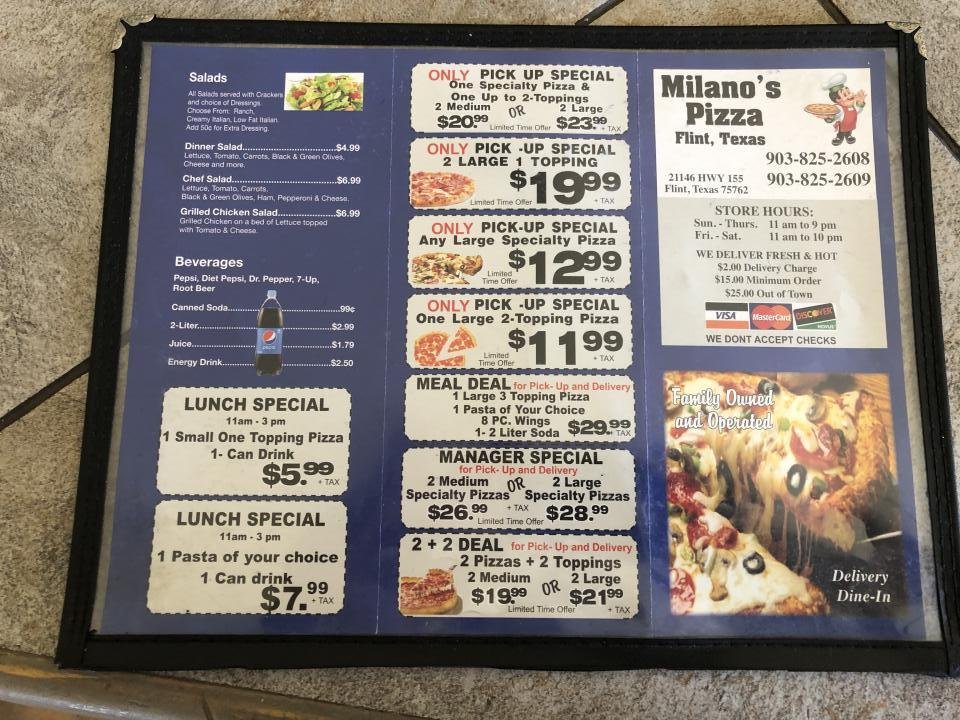 Salads
All Salads served with Crackers
and choice of Dressings.
Choose From: Ranch,
Creamy Italian, Low Fat Italian.
Add 50¢ for Extra Dressing.
Dinner Salad...$4.99
Lettuce, Tomato, Carrots, Black & Green Olives,
Cheese and more.
Chef Salad...$6.99
Lettuce, Tomato, Carrots,
Black & Green Olives, Ham, Pepperoni & Cheese.
Grilled Chicken Salad...$6.99
Grilled Chicken on a bed of Lettuce topped
with Tomato & Cheese.
Beverages
Pepsi, Diet Pepsi, Dr. Pepper, 7-Up,
Root Beer
Canned Soda...99¢
2-Liter...$2.99
Juice...$1.79
Energy Drink...$2.50
pepsi
LUNCH SPECIAL
11am - 3 pm
1 Small One Topping Pizza
1- Can Drink
$5.99 + TAX
LUNCH SPECIAL
11am - 3 pm
1 Pasta of your choice
1 Can drink
$7.99 + TAX
ONLY PICK UP SPECIAL
One Specialty Pizza &
One Up to 2-Toppings
2 Medium OR 2 Large
$20.99 $23.99
Limited Time Offer + TAX
ONLY PICK -UP SPECIAL
2 LARGE 1 TOPPING
$19.99
Limited Time Offer + TAX
ONLY PICK-UP SPECIAL
Any Large Specialty Pizza
$12.99
Limited
Time Offer + TAX
ONLY PICK -UP SPECIAL
One Large 2-Topping Pizza
$11.99
Limited
Time Offer + TAX
MEAL DEAL for Pick- Up and Delivery
1 Large 3 Topping Pizza
1 Pasta of Your Choice
8 PC. Wings
1- 2 Liter Soda $29.99 + TAX
MANAGER SPECIAL
for Pick- Up and Delivery
2 Medium OR 2 Large
Specialty Pizzas Specialty Pizzas
$26.99 + TAX $28.99
Limited Time Offer
2 + 2 DEAL for Pick- Up and Delivery
2 Pizzas + 2 Toppings
2 Medium OR 2 Large
$19.99 $21.99
Limited Time Offer + TAX
Milano's
Pizza
Flint, Texas
903-825-2608
21146 HWY 155 903-825-2609
Flint, Texas 75762
STORE HOURS:
Sun. - Thurs. 11 am to 9 pm
Fri. - Sat. 11 am to 10 pm
WE DELIVER FRESH & HOT
$2.00 Delivery Charge
$15.00 Minimum Order
$25.00 Out of Town
VISA MasterCard DISCOVER
NOVUS
WE DONT ACCEPT CHECKS
Family Owned
and Operated
Delivery
Dine-In